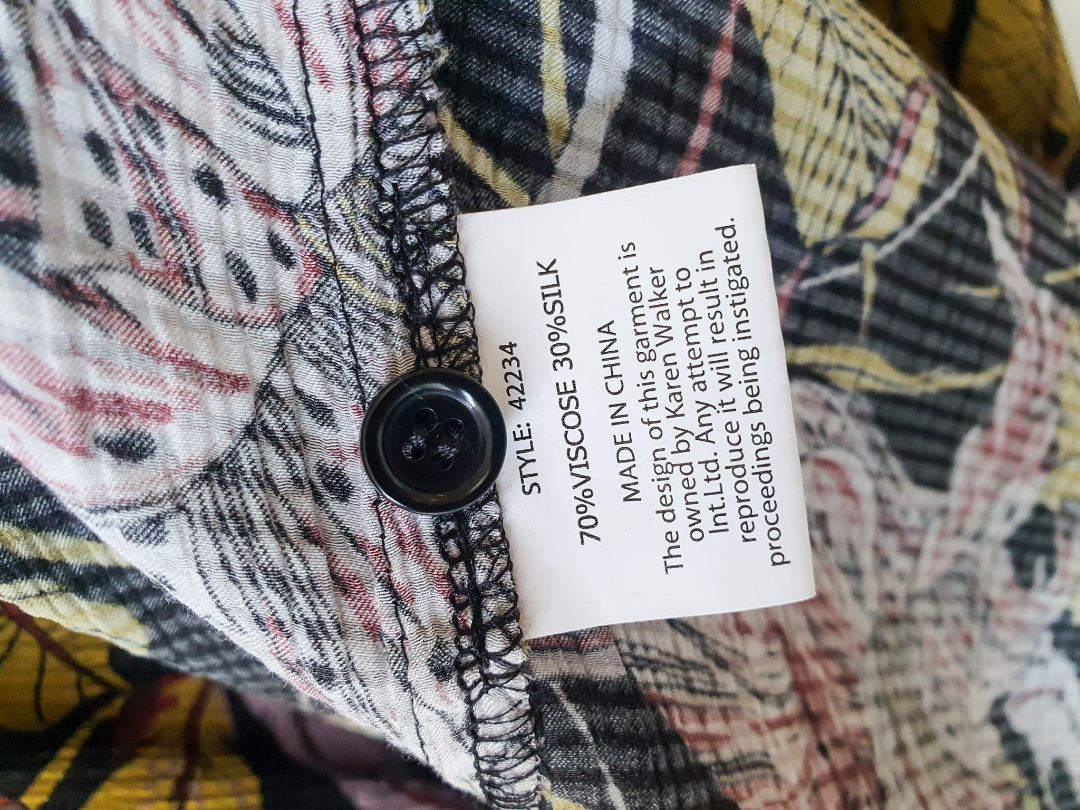 STYLE: 42234
70%VISCOSE 30%SILK
MADE IN CHINA
The design of this garment is
owned by Karen Walker
Int.Ltd. Any attempt to
reproduce it will result in
proceedings being instigated.